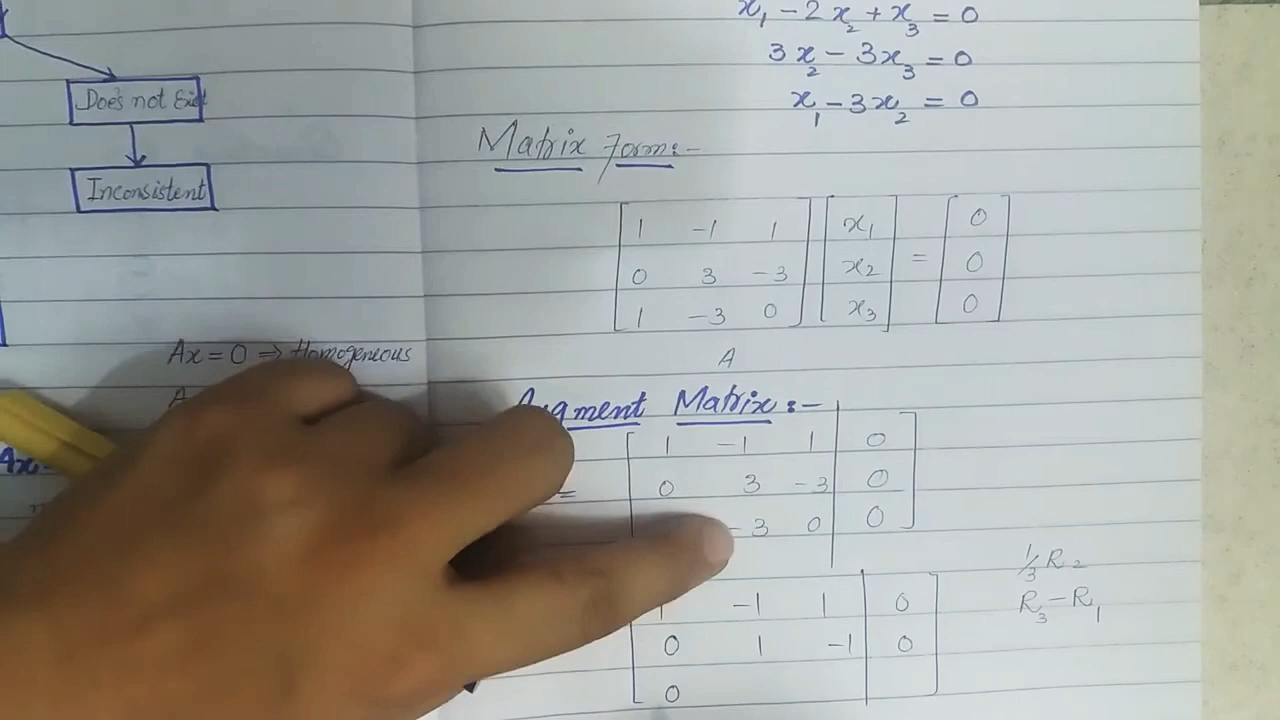 Does not Exist
Inconsistent
Ax = 0 ⇒ Homogeneous
A
Ax
x₁ - 2x₂ + x₃ = 0
3x₂ - 3x₃ = 0
x₁ - 3x₂ = 0
Matrix Form:-
[1 -1 1] [x₁] = [0]
[0 3 -3] [x₂] = [0]
[1 -3 0] [x₃] = [0]
A
Augment Matrix:-
[1 -1 1 | 0]
= [0 3 -3 | 0]
-3 0 | 0]
1/3 R₂
[1 -1 1 | 0]
R₃ - R₁
[0 1 -1 | 0]
[0